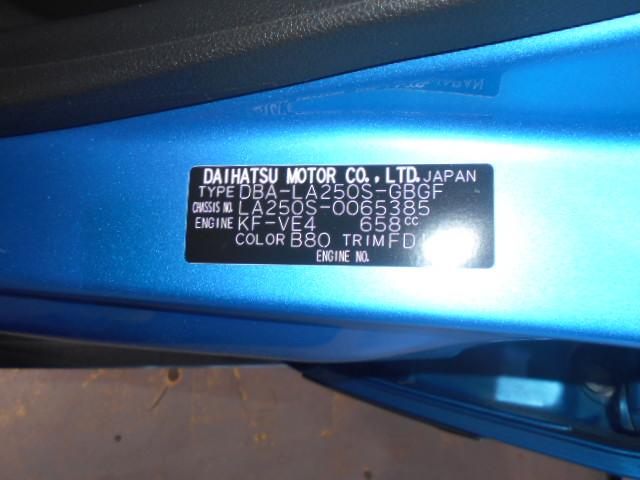 DAIHATSU MOTOR CO., LTD. JAPAN
TYPE DBA-LA250S-GBGF
CHASSIS NO. LA250S-0065385
ENGINE KF-VE4 658cc
COLOR B80 TRIM
ENGINE NO.